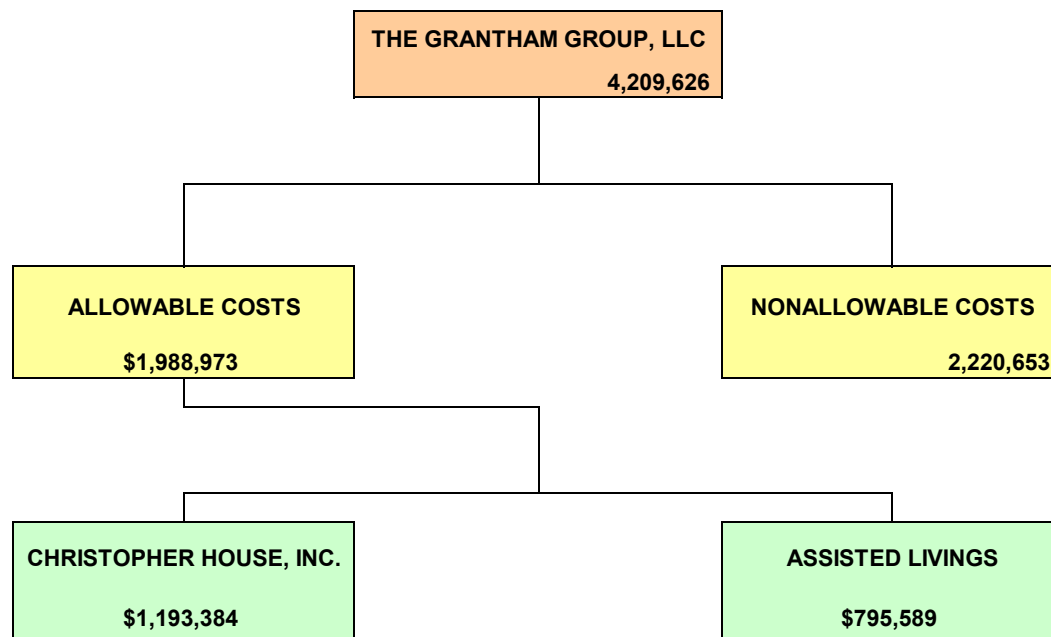 THE GRANTHAM GROUP, LLC
4,209,626
ALLOWABLE COSTS
$1,988,973
NONALLOWABLE COSTS
2,220,653
CHRISTOPHER HOUSE, INC.
$1,193,384
ASSISTED LIVINGS
$795,589